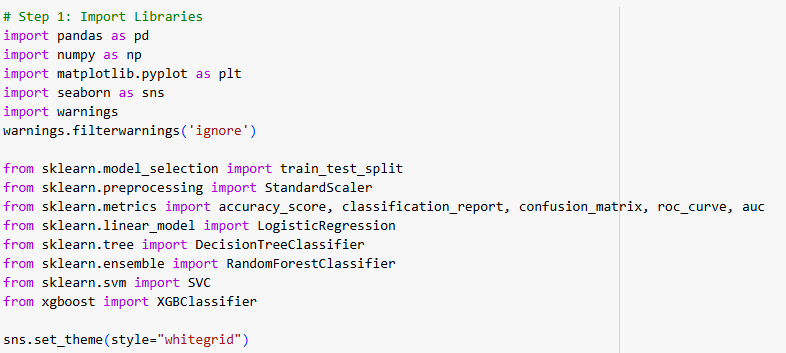 # Step 1: Import Libraries
import pandas as pd
import numpy as np
import matplotlib.pyplot as plt
import seaborn as sns
import warnings
warnings.filterwarnings('ignore')
from sklearn.model_selection import train_test_split
from sklearn.preprocessing import StandardScaler
from sklearn.metrics import accuracy_score, classification_report, confusion_matrix, roc_curve, auc
from sklearn.linear_model import LogisticRegression
from sklearn.tree import DecisionTreeClassifier
from sklearn.ensemble import RandomForestClassifier
from sklearn.svm import SVC
from xgboost import XGBClassifier
sns.set_theme(style="whitegrid")